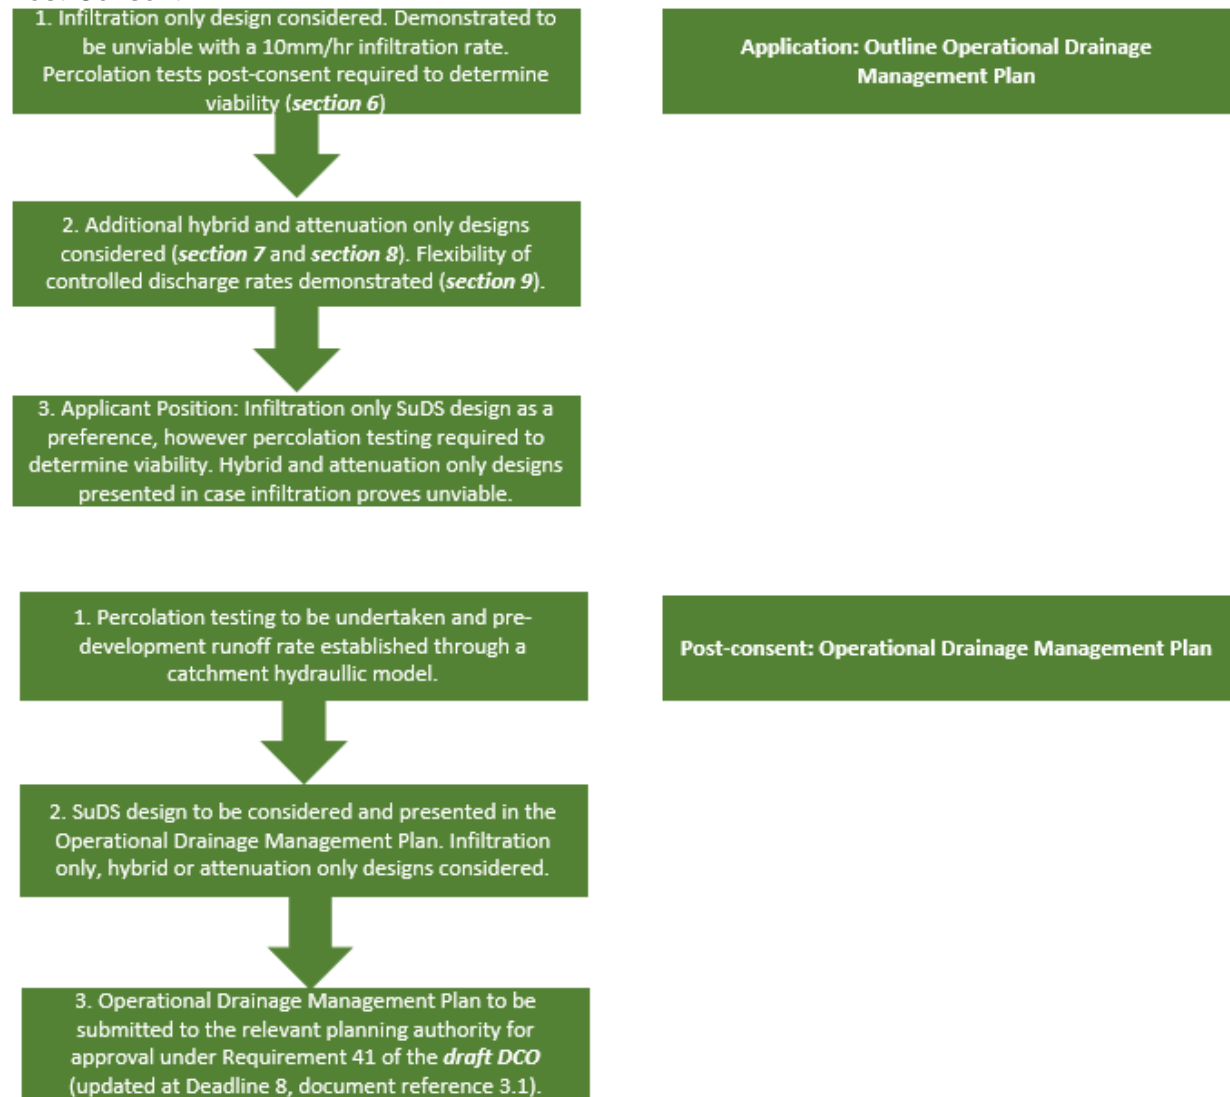 1. Infiltration only design considered. Demonstrated to
be unviable with a 10mm/hr infiltration rate.
Percolation tests post-consent required to determine
viability (section 6)
Application: Outline Operational Drainage
Management Plan
2. Additional hybrid and attenuation only designs
considered (section 7 and section 8). Flexibility of
controlled discharge rates demonstrated (section 9).
3. Applicant Position: Infiltration only SuDS design as a
preference, however percolation testing required to
determine viability. Hybrid and attenuation only designs
presented in case infiltration proves unviable.
1. Percolation testing to be undertaken and pre-
development runoff rate established through a
catchment hydraullic model.
Post-consent: Operational Drainage Management Plan
2. SuDS design to be considered and presented in the
Operational Drainage Management Plan. Infiltration
only, hybrid or attenuation only designs considered.
3. Operational Drainage Management Plan to be
submitted to the relevant planning authority for
approval under Requirement 41 of the draft DCO
(updated at Deadline 8, document reference 3.1).